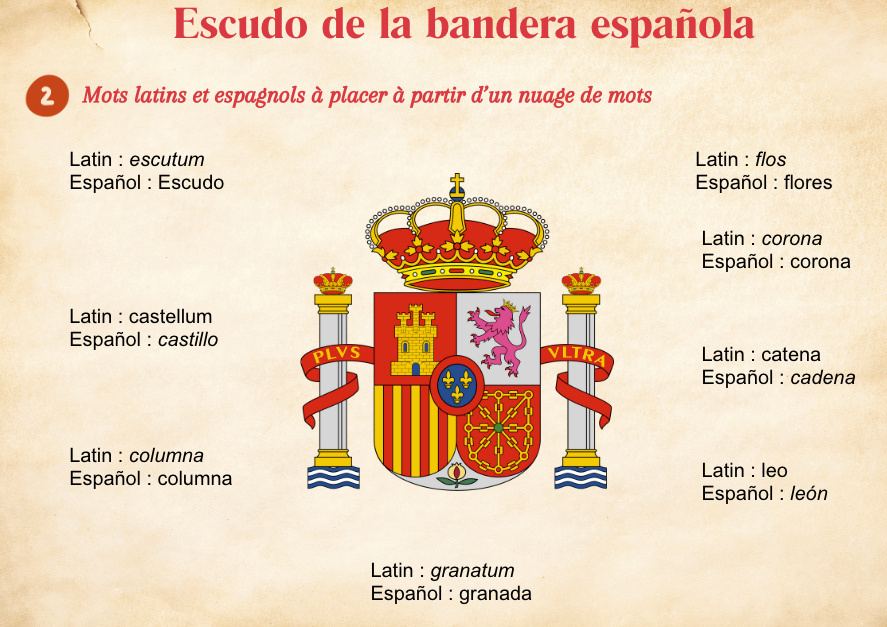 Escudo de la bandera española
2 Mots latins et espagnols à placer à partir d'un nuage de mots
Latin : escutum
Español : Escudo
Latin : flos
Español : flores
Latin : corona
Español : corona
Latin : castellum
Español : castillo
PLVS
VLTRA
Latin : catena
Español : cadena
Latin : columna
Español : columna
Latin : leo
Español : león
Latin : granatum
Español : granada